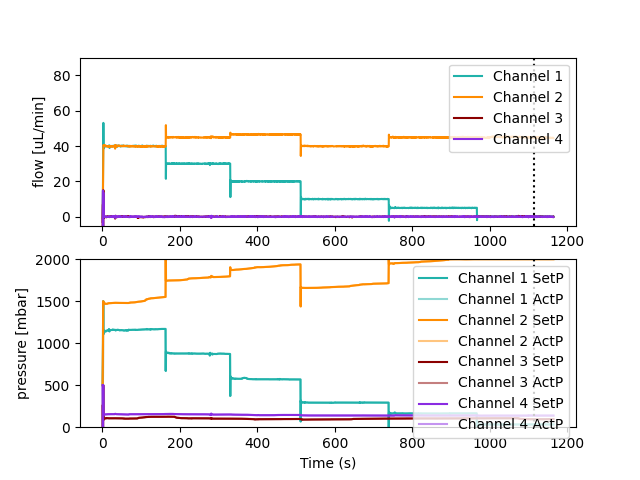 flow [uL/min]
80
60
40
20
0
Channel 1
Channel 2
Channel 3
Channel 4
0 200 400 600 800 1000 1200
pressure [mbar]
2000
1500
1000
500
0
Channel 1 SetP
Channel 1 ActP
Channel 2 SetP
Channel 2 ActP
Channel 3 SetP
Channel 3 ActP
Channel 4 SetP
Channel 4 ActP
0 200 400 600 800 1000 1200
Time (s)